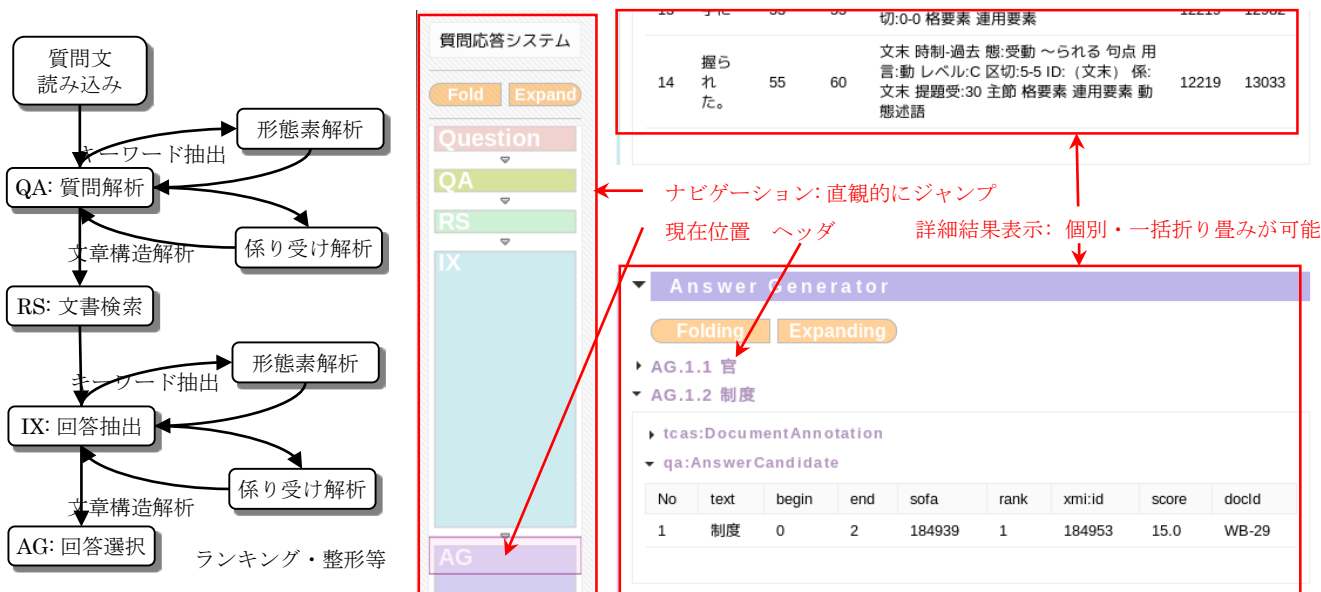 質問文
読み込み
形態素解析
キーワード抽出
QA: 質問解析
係り受け解析
文章構造解析
RS: 文書検索
形態素解析
キーワード抽出
IX: 回答抽出
係り受け解析
文章構造解析
AG: 回答選択
ランキング・整形等
質問応答システム
Fold Expand
Question
QA
RS
IX
AG
切:0-0 格要素 連用要素
14 握られた。 55 60 文末 時制-過去 態:受動 〜られる 句点 用
言:動 レベル:C 区切:5-5 ID:（文末） 係:
文末 提題受:30 主節 格要素 連用要素 動
態述語 12219 13033
ナビゲーション: 直観的にジャンプ
現在位置 ヘッダ
詳細結果表示: 個別・一括折り畳みが可能
Answer Generator
Folding Expanding
AG.1.1 官
AG.1.2 制度
tcas:DocumentAnnotation
qa:AnswerCandidate
No text begin end sofa rank xmi:id score docId
1 制度 0 2 184939 1 184953 15.0 WB-29